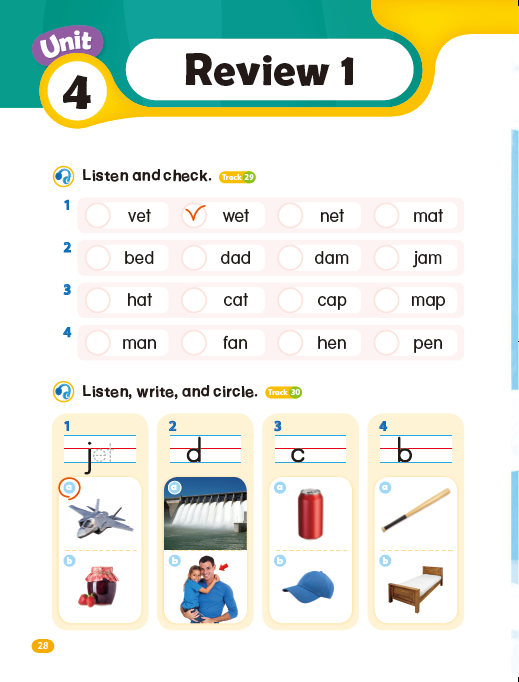 Unit
4
Review 1
Listen and check. Track 29
1 vet wet net mat
2 bed dad dam jam
3 hat cat cap map
4 man fan hen pen
Listen, write, and circle. Track 30
1 2 3 4
jet d c b
a a a a
b b b b
28